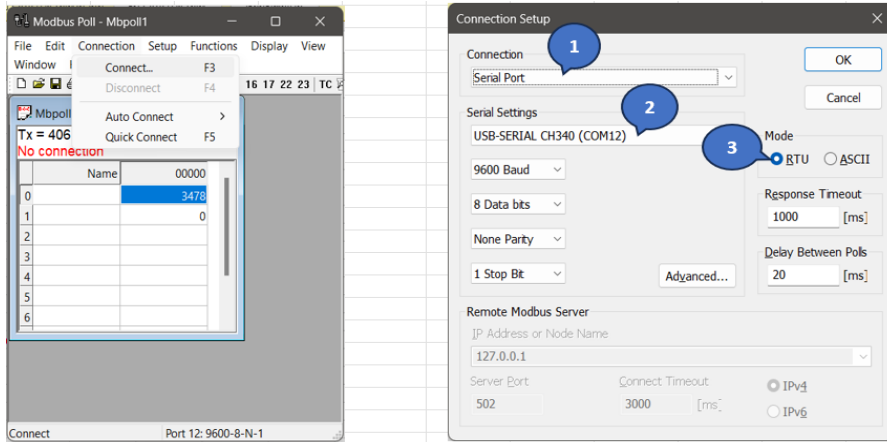 Modbus Poll - Mbpoll1
File Edit Connection Setup Functions Display View
Window
Connect... F3
Disconnect F4
Auto Connect >
Quick Connect F5
16 17 22 23 TC
Mbpoll
Tx = 406
No connection
Name 00000
0 3478
1 0
2
3
4
5
6
Connect Port 12: 9600-8-N-1
Connection Setup
1
Connection
Serial Port
OK
Cancel
2
Serial Settings
USB-SERIAL CH340 (COM12)
3
Mode
RTU ASCII
9600 Baud
8 Data bits
None Parity
1 Stop Bit
Advanced...
Response Timeout
1000 [ms]
Delay Between Polls
20 [ms]
Remote Modbus Server
IP Address or Node Name
127.0.0.1
Server Port Connect Timeout
502 3000 [ms]
IPv4
IPv6